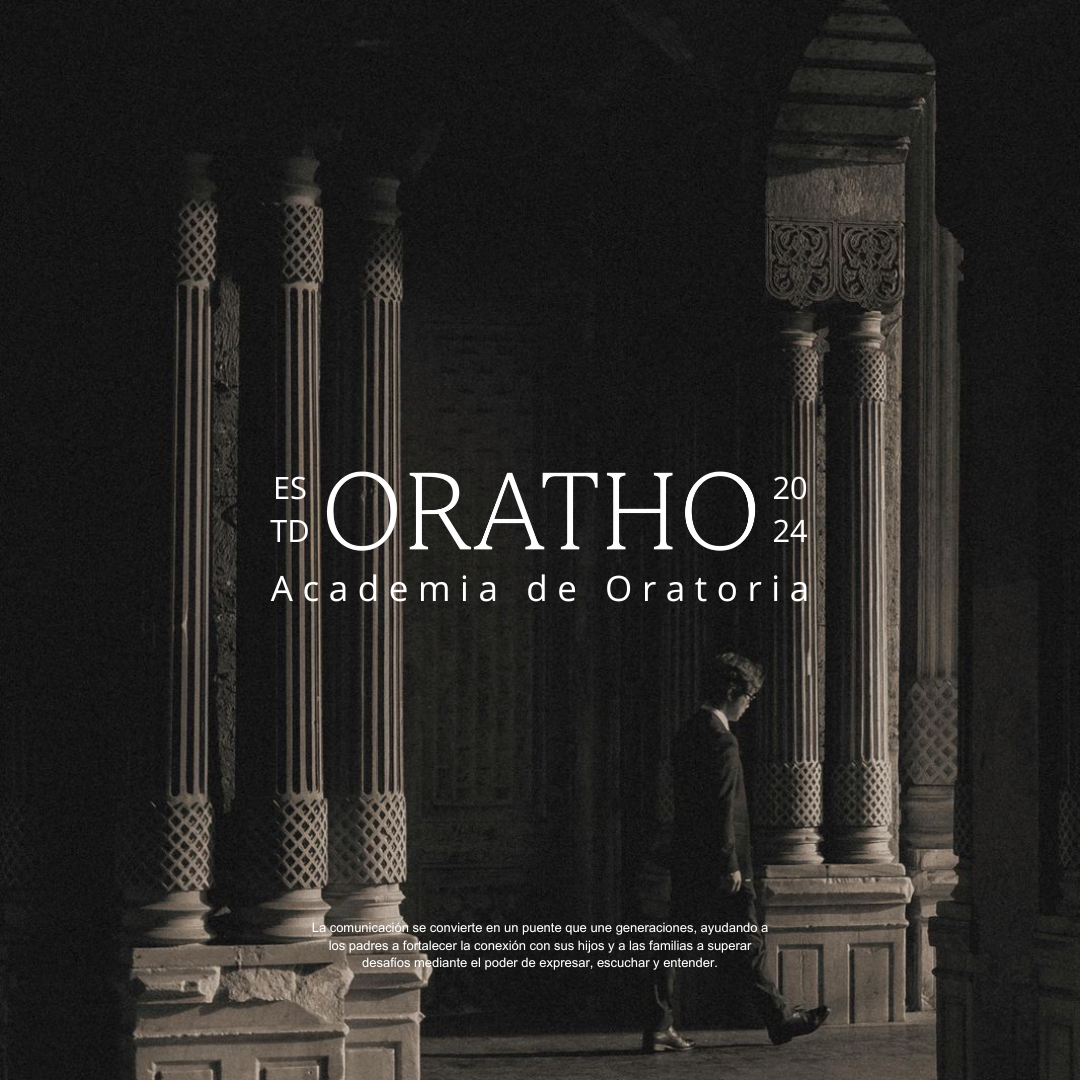 ES
TD
ORATHO
20
24
Academia de Oratoria
La comunicación se convierte en un puente que une generaciones, ayudando a
los padres a fortalecer la conexión con sus hijos y a las familias a superar
desafíos mediante el poder de expresar, escuchar y entender.